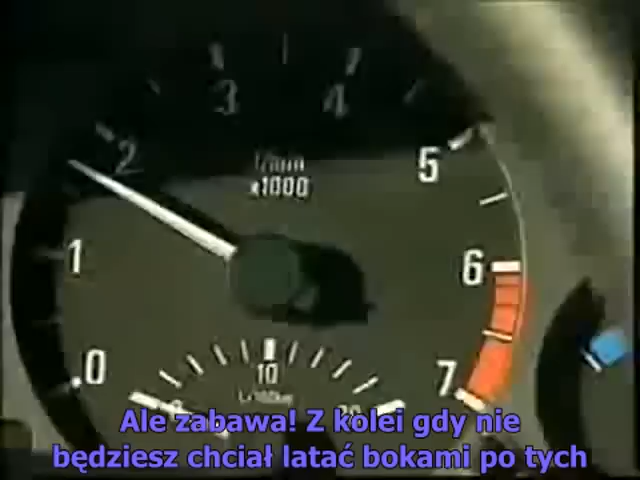 3 4
2 5
1/min
x1000
1 6
0 10 7
Ale zabawa! Z kolei gdy nie
będziesz chciał latać bokami po tych